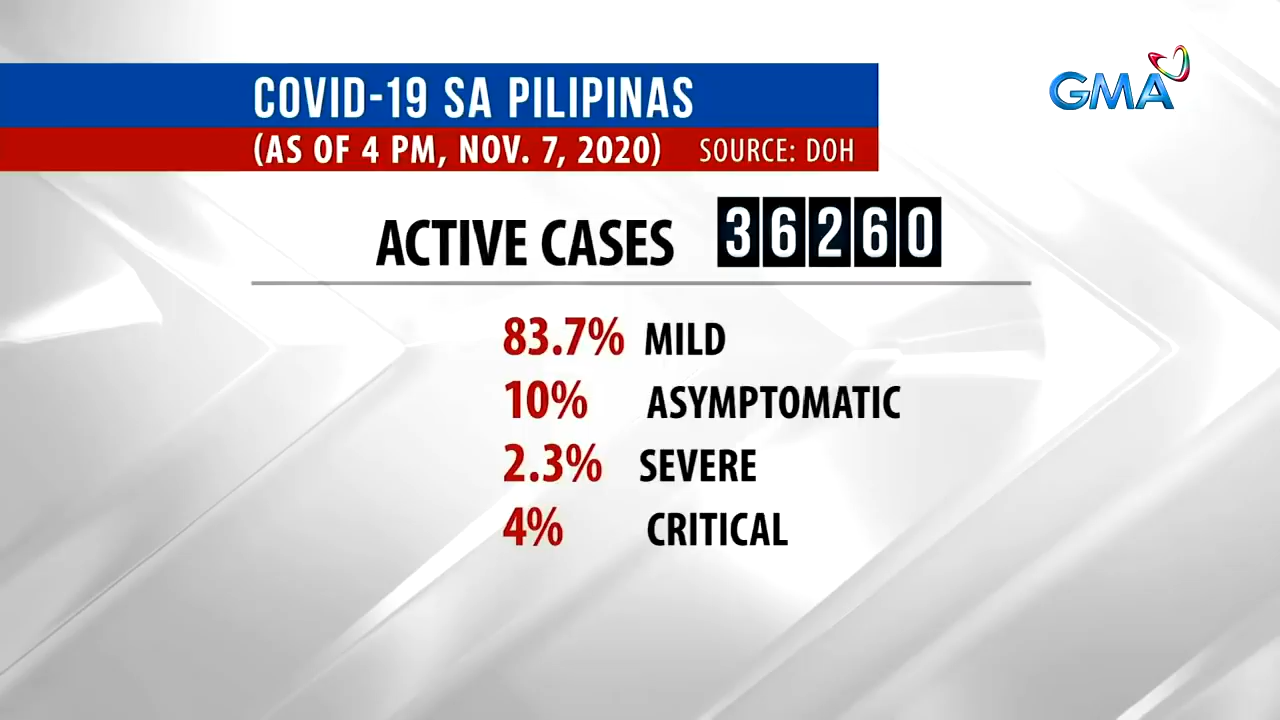 COVID-19 SA PILIPINAS
(AS OF 4 PM, NOV. 7, 2020) SOURCE: DOH
GMA
ACTIVE CASES 36260
83.7% MILD
10% ASYMPTOMATIC
2.3% SEVERE
4% CRITICAL